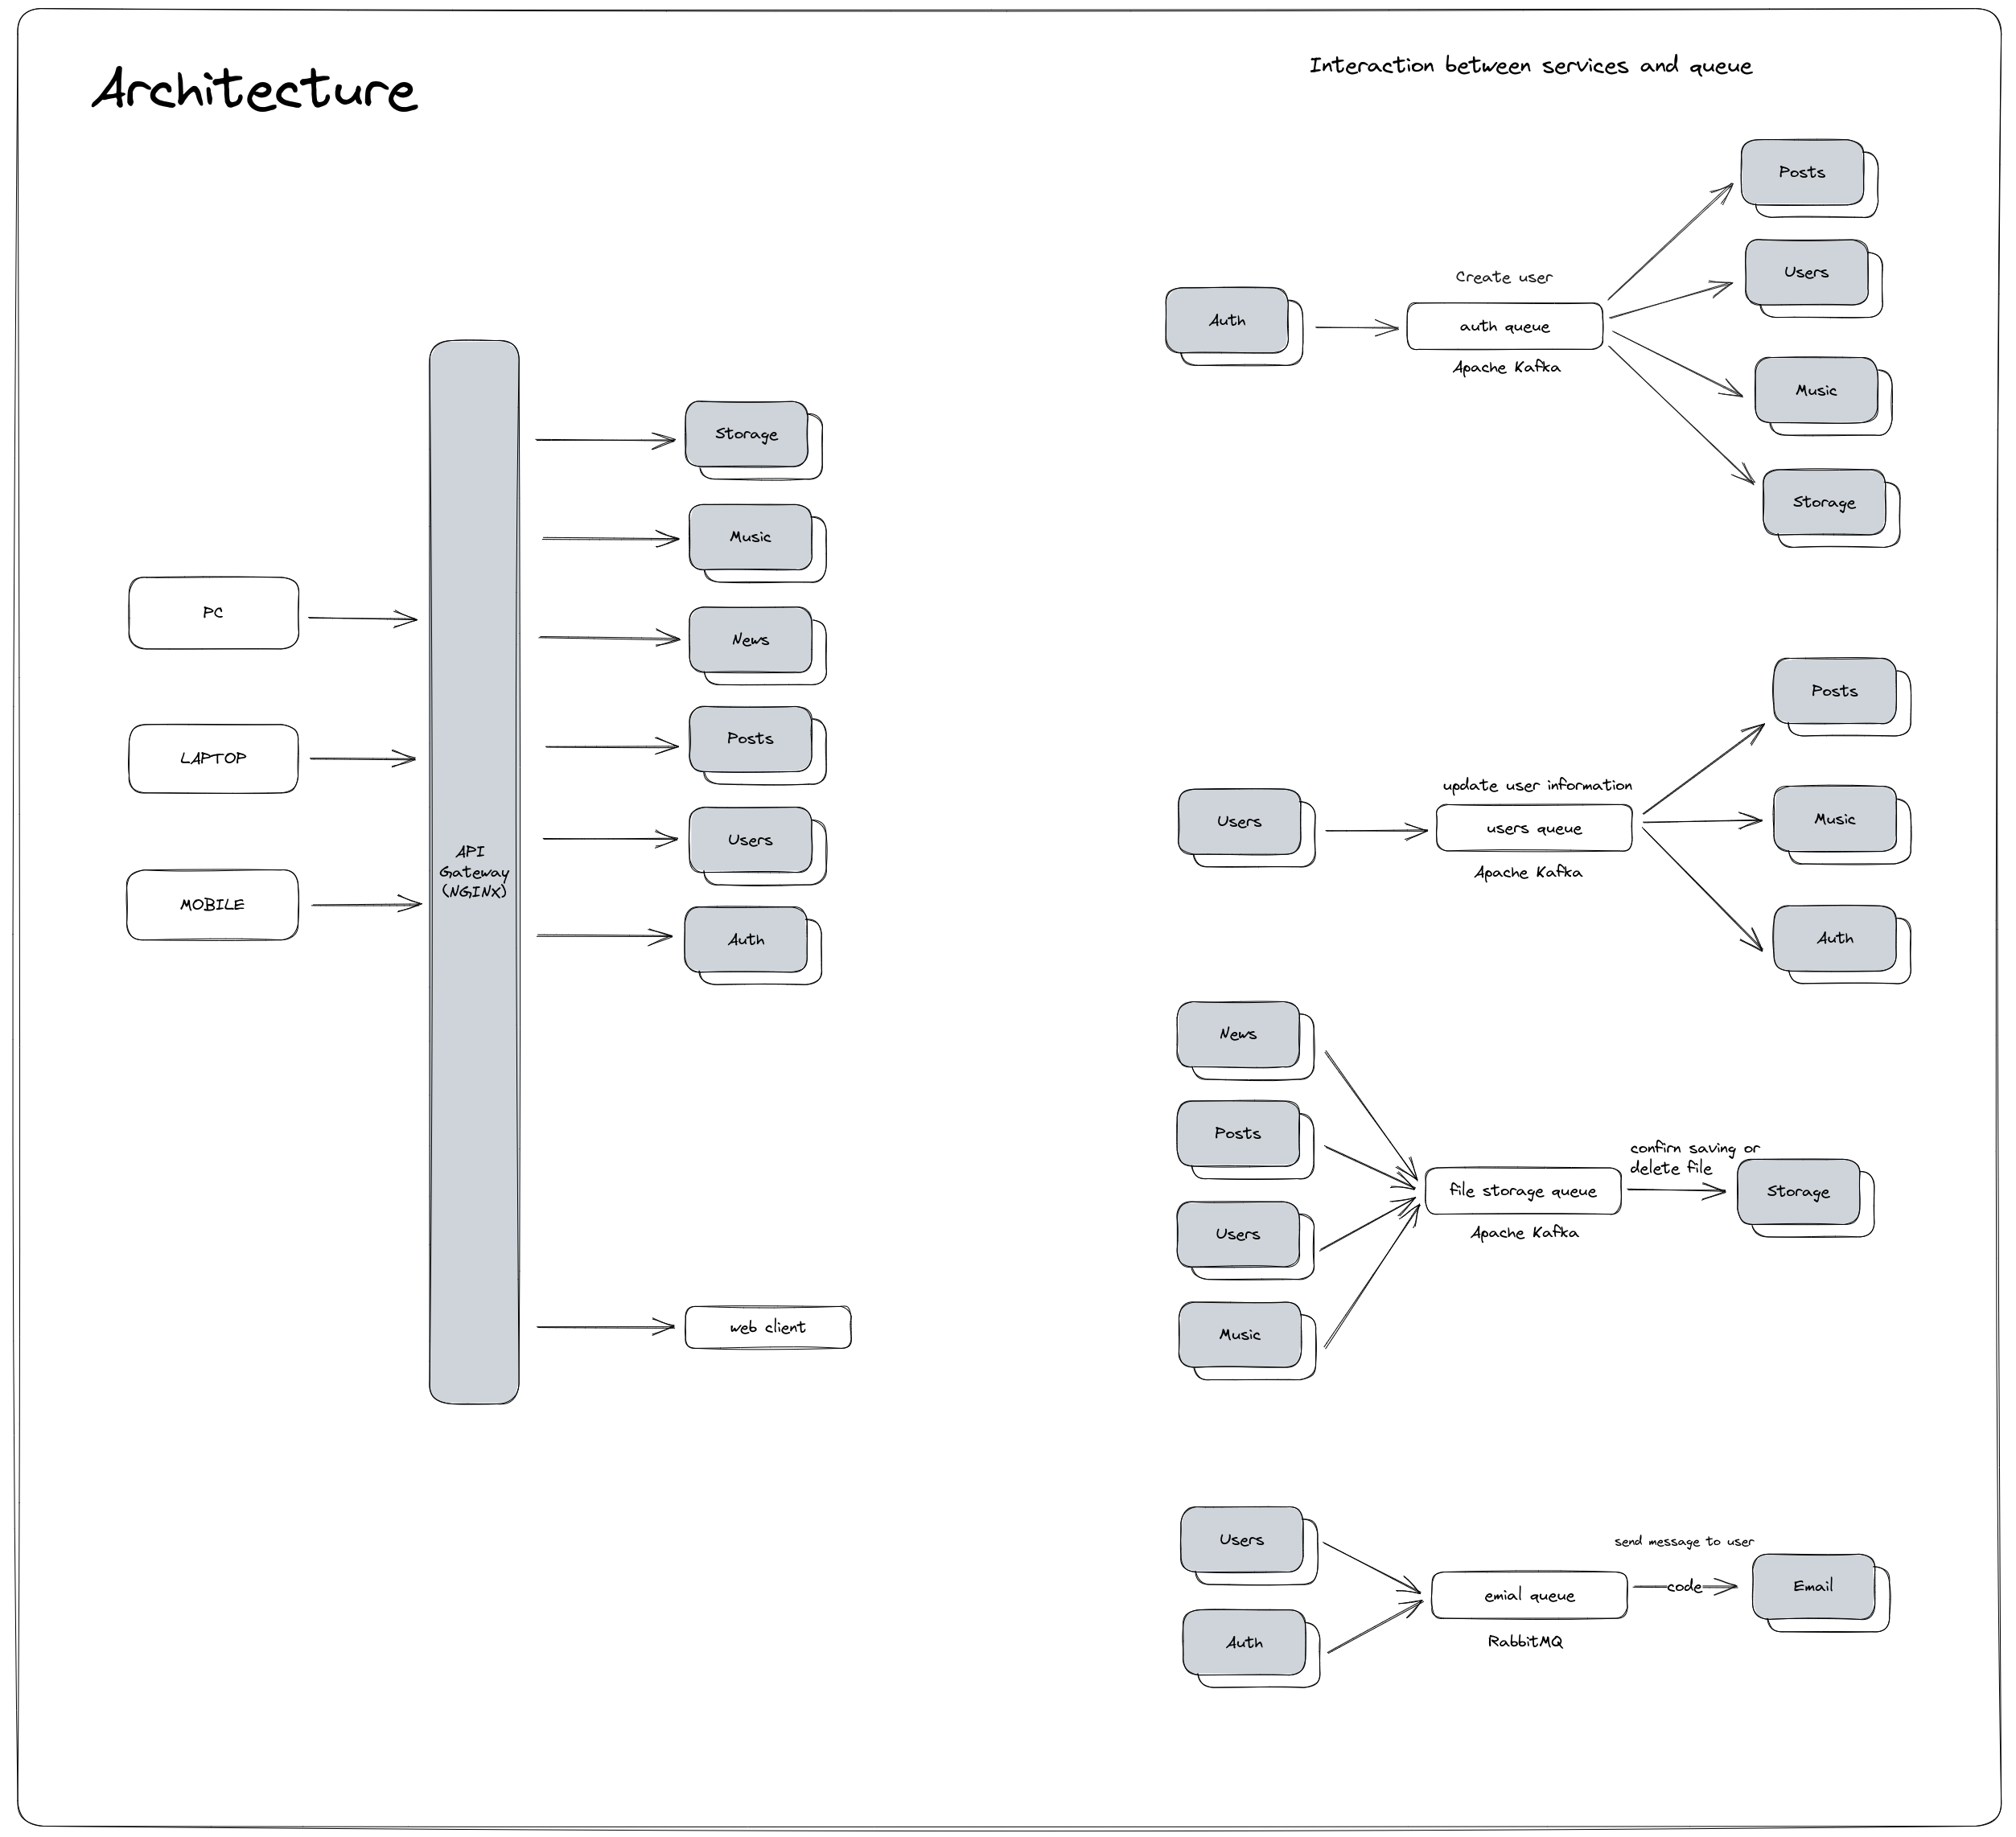 Architecture
PC
LAPTOP
MOBILE
API
Gateway
(NGINX)
Storage
Music
News
Posts
Users
Auth
web client
Interaction between services and queue
Auth
Create user
auth queue
Apache Kafka
Posts
Users
Music
Storage
Users
update user information
users queue
Apache Kafka
Posts
Music
Auth
News
Posts
Users
Music
file storage queue
Apache Kafka
confirn saving or
delete file
Storage
Users
Auth
emial queue
RabbitMQ
send message to user
code
Email